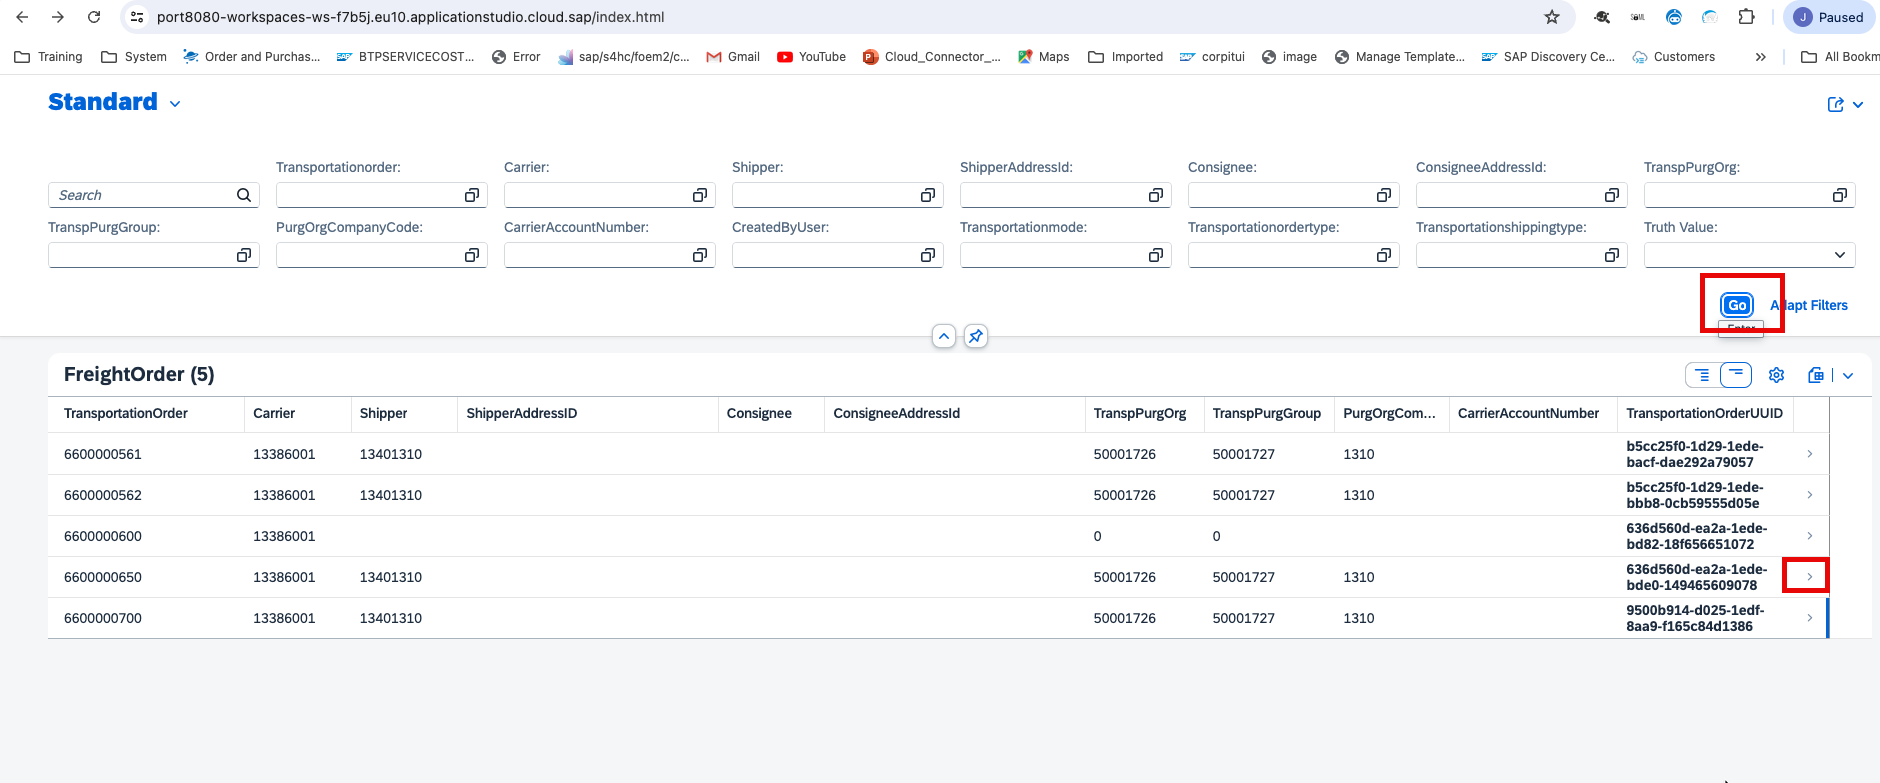 port8080-workspaces-ws-f7b5j.eu10.applicationstudio.cloud.sap/index.html
J Paused
Training System Order and Purchas... BTPSERVICECOST... Error sap/s4hc/foem2/c... Gmail YouTube Cloud_Connector_... Maps Imported corpitui image Manage Template... SAP Discovery Ce... Customers » All Bookm
Standard
Transportationorder: Carrier: Shipper: ShipperAddressId: Consignee: ConsigneeAddressId: TranspPurgOrg:
Search
TranspPurgGroup: PurgOrgCompanyCode: CarrierAccountNumber: CreatedByUser: Transportationmode: Transportationordertype: Transportationshippingtype: Truth Value:
Go Adapt Filters
Enter
FreightOrder (5)
TransportationOrder Carrier Shipper ShipperAddressID Consignee ConsigneeAddressId TranspPurgOrg TranspPurgGroup PurgOrgCom... CarrierAccountNumber TransportationOrderUUID
6600000561 13386001 13401310 50001726 50001727 1310 b5cc25f0-1d29-1ede-
bacf-dae292a79057
6600000562 13386001 13401310 50001726 50001727 1310 b5cc25f0-1d29-1ede-
bbb8-0cb59555d05e
6600000600 13386001 0 0 636d560d-ea2a-1ede-
bd82-18f656651072
6600000650 13386001 13401310 50001726 50001727 1310 636d560d-ea2a-1ede-
bde0-149465609078
6600000700 13386001 13401310 50001726 50001727 1310 9500b914-d025-1edf-
8aa9-f165c84d1386